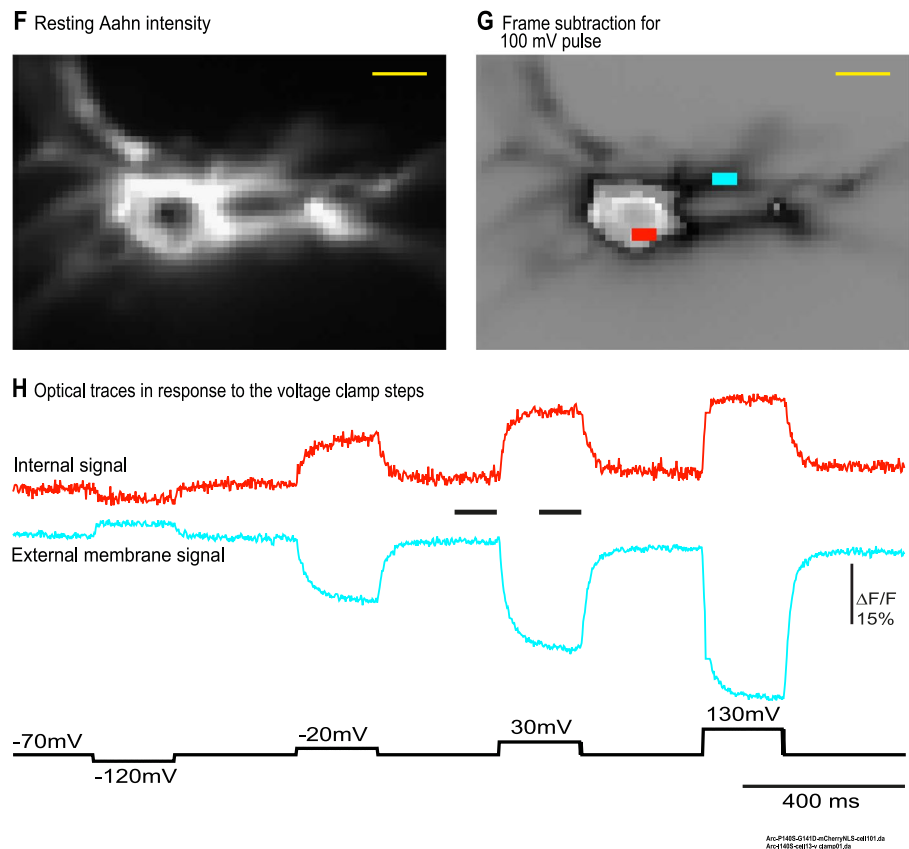 F Resting Aahn intensity
G Frame subtraction for
100 mV pulse
H Optical traces in response to the voltage clamp steps
Internal signal
External membrane signal
ΔF/F
15%
-70mV
-120mV
-20mV
30mV
130mV
400 ms
Arc-P140S-G141D-mCherryNLS-cell101.da
Arc-I140S-cell13-v clamp01.da